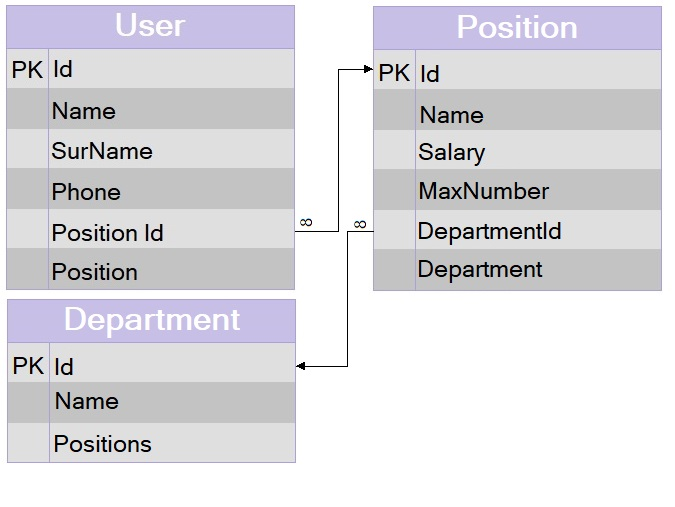 User
PK Id
Name
SurName
Phone
Position Id
Position
∞
Position
PK Id
Name
Salary
MaxNumber
DepartmentId
Department
∞
Department
PK Id
Name
Positions